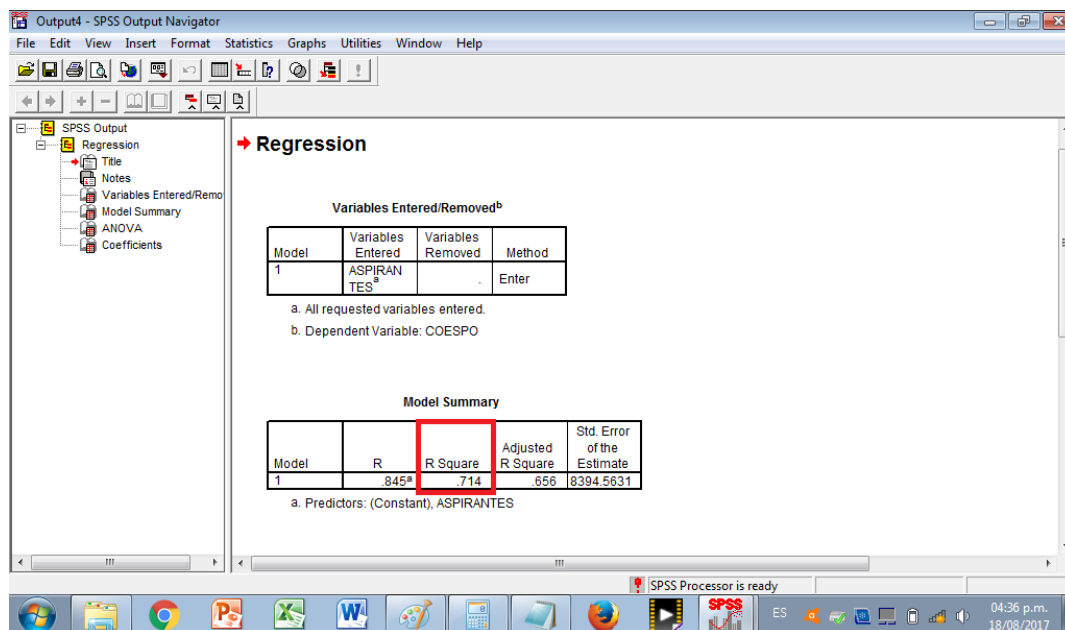 Output4 - SPSS Output Navigator
File Edit View Insert Format Statistics Graphs Utilities Window Help
SPSS Output
Regression
Title
Notes
Variables Entered/Remo
Model Summary
ANOVA
Coefficients
Regression
Variables Entered/Removedb
Model Variables Entered Variables Removed Method
1 ASPIRANTESa . Enter
a. All requested variables entered.
b. Dependent Variable: COESPO
Model Summary
Model R R Square Adjusted R Square Std. Error of the Estimate
1 .845a .714 .656 8394.5631
a. Predictors: (Constant), ASPIRANTES
SPSS Processor is ready
SPSS
ES
04:36 p.m.
18/08/2017